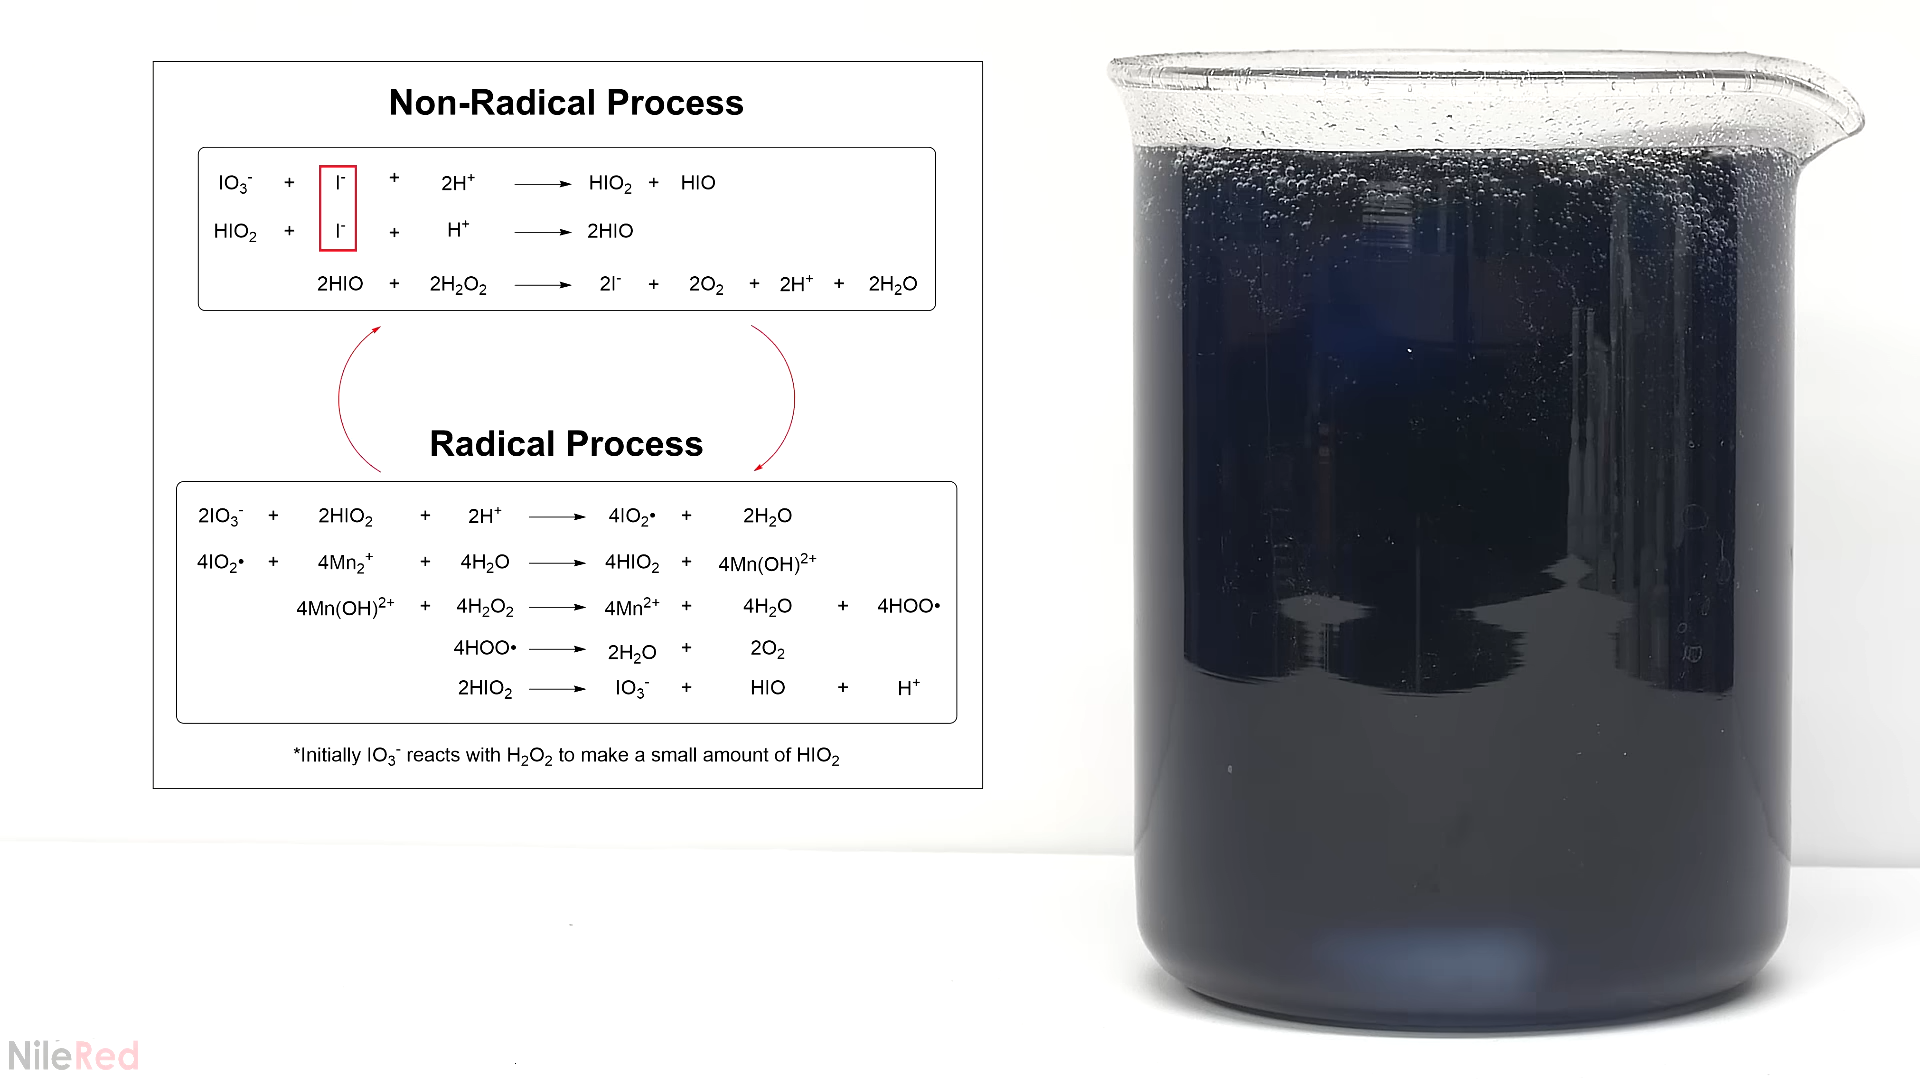 Non-Radical Process
IO₃⁻ + I⁻ + 2H⁺ ⟶ HIO₂ + HIO
HIO₂ + I⁻ + H⁺ ⟶ 2HIO
2HIO + 2H₂O₂ ⟶ 2I⁻ + 2O₂ + 2H⁺ + 2H₂O
Radical Process
2IO₃⁻ + 2HIO₂ + 2H⁺ ⟶ 4IO₂• + 2H₂O
4IO₂• + 4Mn₂⁺ + 4H₂O ⟶ 4HIO₂ + 4Mn(OH)²⁺
4Mn(OH)²⁺ + 4H₂O₂ ⟶ 4Mn²⁺ + 4H₂O + 4HOO•
4HOO• ⟶ 2H₂O + 2O₂
2HIO₂ ⟶ IO₃⁻ + HIO + H⁺
*Initially IO₃⁻ reacts with H₂O₂ to make a small amount of HIO₂
NileRed